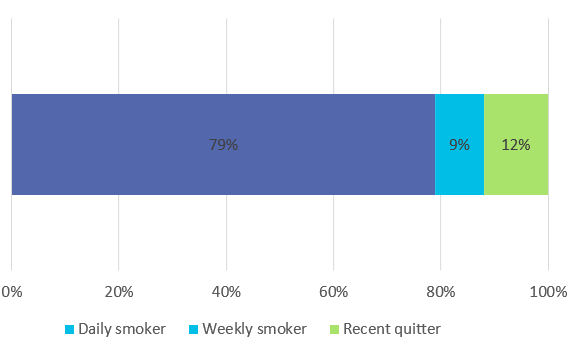 79% 9% 12%
0% 20% 40% 60% 80% 100%
Daily smoker Weekly smoker Recent quitter